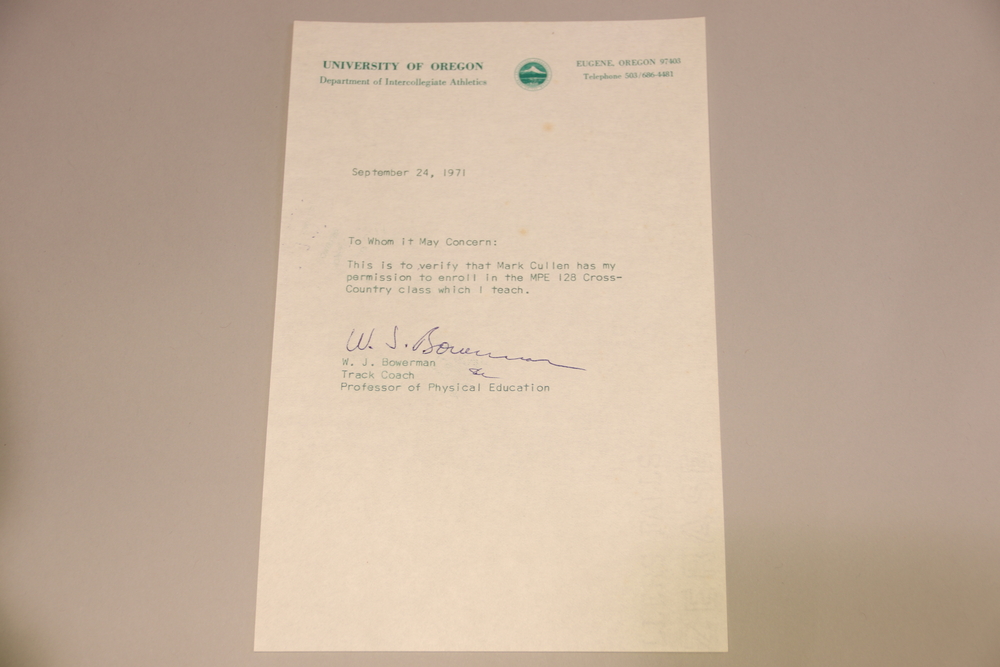 UNIVERSITY OF OREGON
Department of Intercollegiate Athletics
EUGENE, OREGON 97403
Telephone 503/686-4481
September 24, 1971
To Whom It May Concern:
This is to verify that Mark Cullen has my
permission to enroll in the MPE 128 Cross-
Country class which I teach.
W. J. Bowerman
W. J. Bowerman
Track Coach
Professor of Physical Education